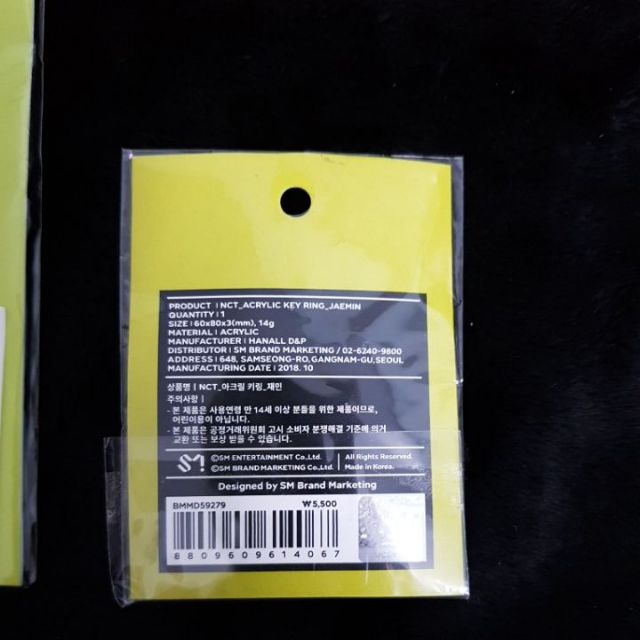 PRODUCT | NCT_ACRYLIC KEY RING_JAEMIN
QUANTITY | 1
SIZE | 60x80x3(mm), 14g
MATERIAL | ACRYLIC
MANUFACTURER | HANALL D&P
DISTRIBUTOR | SM BRAND MARKETING / 02-6240-9800
ADDRESS | 648, SAMSEONG-RO, GANGNAM-GU, SEOUL
MANUFACTURING DATE | 2018. 10
상품명 | NCT_아크릴 키링_재민
주의사항 |
- 본 제품은 사용연령 만 14세 이상 분들을 위한 제품이므로,
어린이용이 아닙니다.
- 본 제품은 공정거래위원회 고시 소비자 분쟁해결 기준에 의거
교환 또는 보상 받을 수 있습니다.
SM ©SM ENTERTAINMENT Co.,Ltd. | All Rights Reserved.
©SM BRAND MARKETING Co.,Ltd. | Made in Korea.
Designed by SM Brand Marketing
BMMD59279 ₩5,500
8809609614067